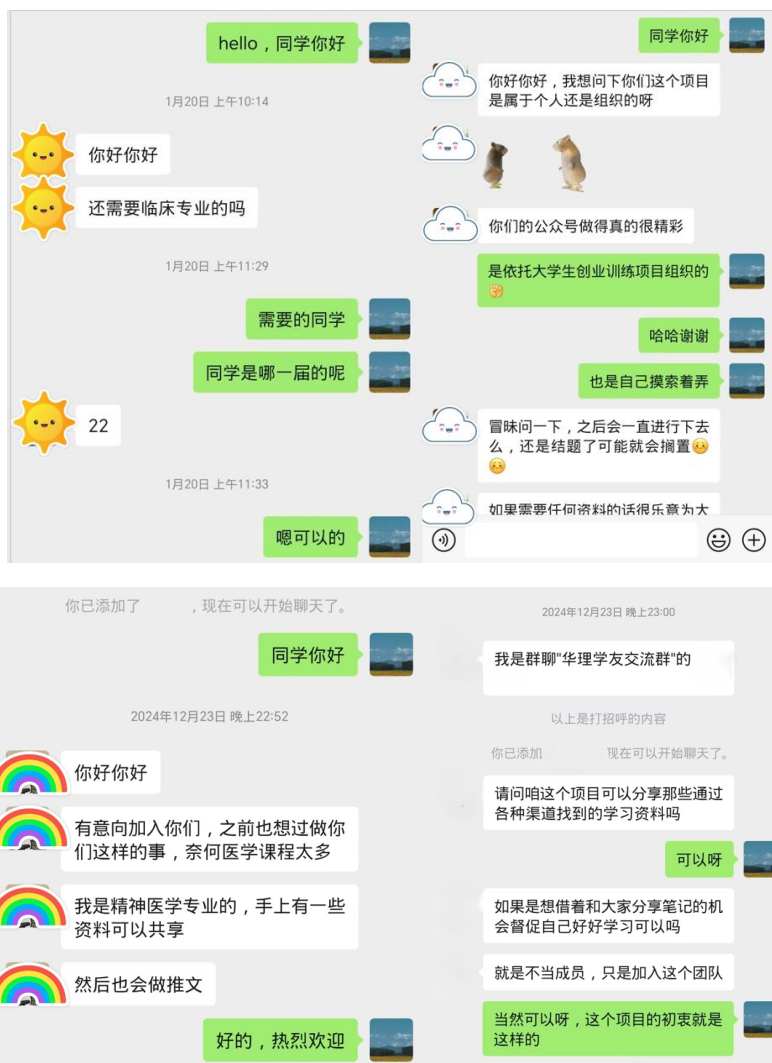 hello，同学你好
1月20日 上午10:14
你好你好
还需要临床专业的吗
1月20日 上午11:29
需要的同学
同学是哪一届的呢
22
1月20日 上午11:33
嗯可以的
同学你好
你好你好，我想问下你们这个项目
是属于个人还是组织的呀
你们的公众号做得真的很精彩
是依托大学生创业训练项目组织的
✊
哈哈谢谢
也是自己摸索着弄
冒昧问一下，之后会一直进行下去
么，还是结题了可能就会搁置
如果需要任何资料的话很乐意为大
你已添加了 ，现在可以开始聊天了。
同学你好
2024年12月23日 晚上22:52
你好你好
有意向加入你们，之前也想过做你
们这样的事，奈何医学课程太多
我是精神医学专业的，手上有一些
资料可以共享
然后也会做推文
好的，热烈欢迎
2024年12月23日 晚上23:00
我是群聊"华理学友交流群"的
以上是打招呼的内容
你已添加 现在可以开始聊天了。
请问咱这个项目可以分享那些通过
各种渠道找到的学习资料吗
可以呀
如果是想借着和大家分享笔记的机
会督促自己好好学习可以吗
就是不当成员，只是加入这个团队
当然可以呀，这个项目的初衷就是
这样的